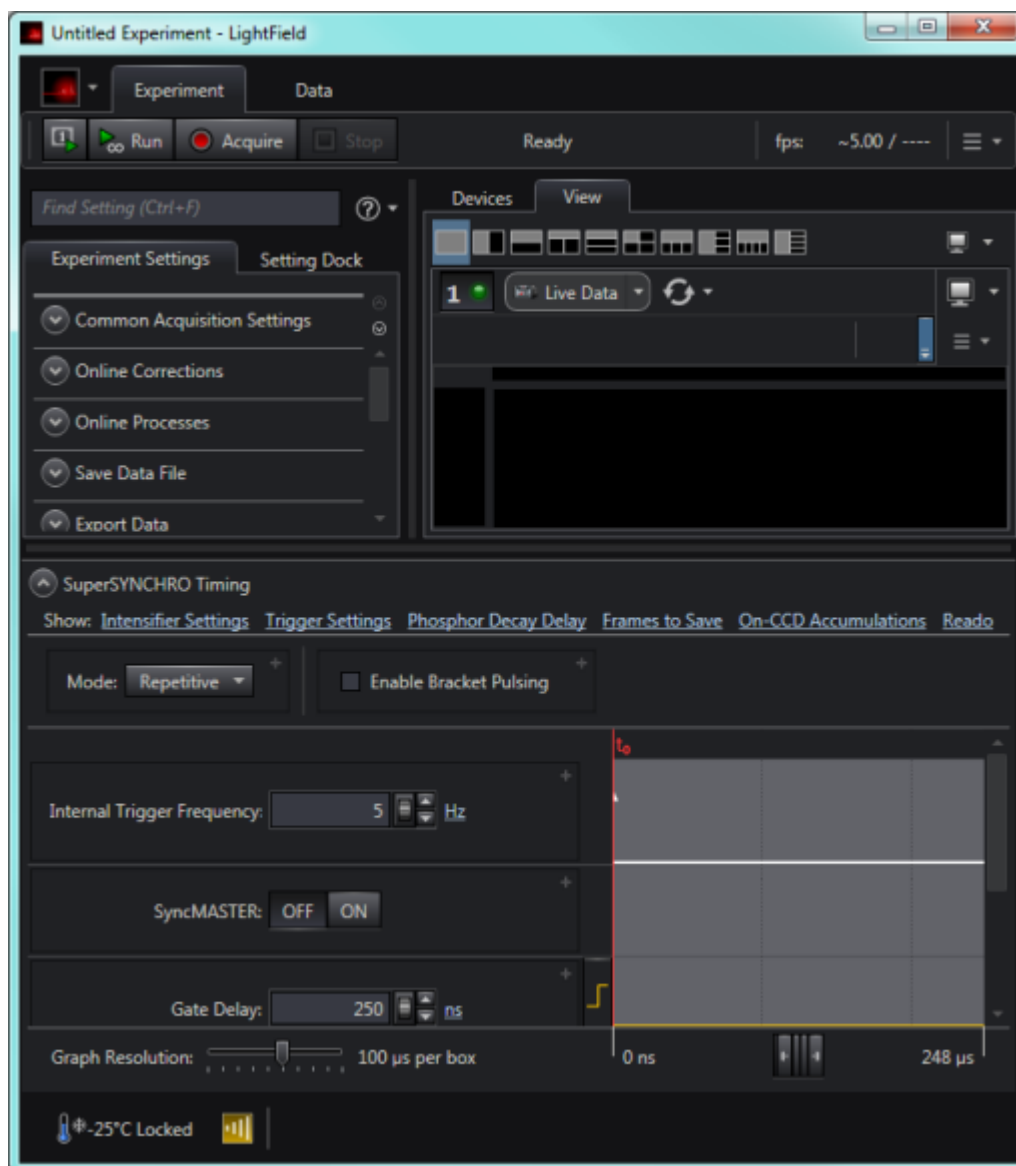 Untitled Experiment - LightField
Experiment Data
1 Run Acquire Stop Ready fps: ~5.00 / ----
Find Setting (Ctrl+F) ?
Devices View
Experiment Settings Setting Dock
1 Live Data
Common Acquisition Settings
Online Corrections
Online Processes
Save Data File
Export Data
SuperSYNCHRO Timing
Show: Intensifier Settings Trigger Settings Phosphor Decay Delay Frames to Save On-CCD Accumulations Reado
Mode: Repetitive Enable Bracket Pulsing
t0
Internal Trigger Frequency: 5 Hz
SyncMASTER: OFF ON
Gate Delay: 250 ns
Graph Resolution: 100 µs per box 0 ns 248 µs
-25°C Locked